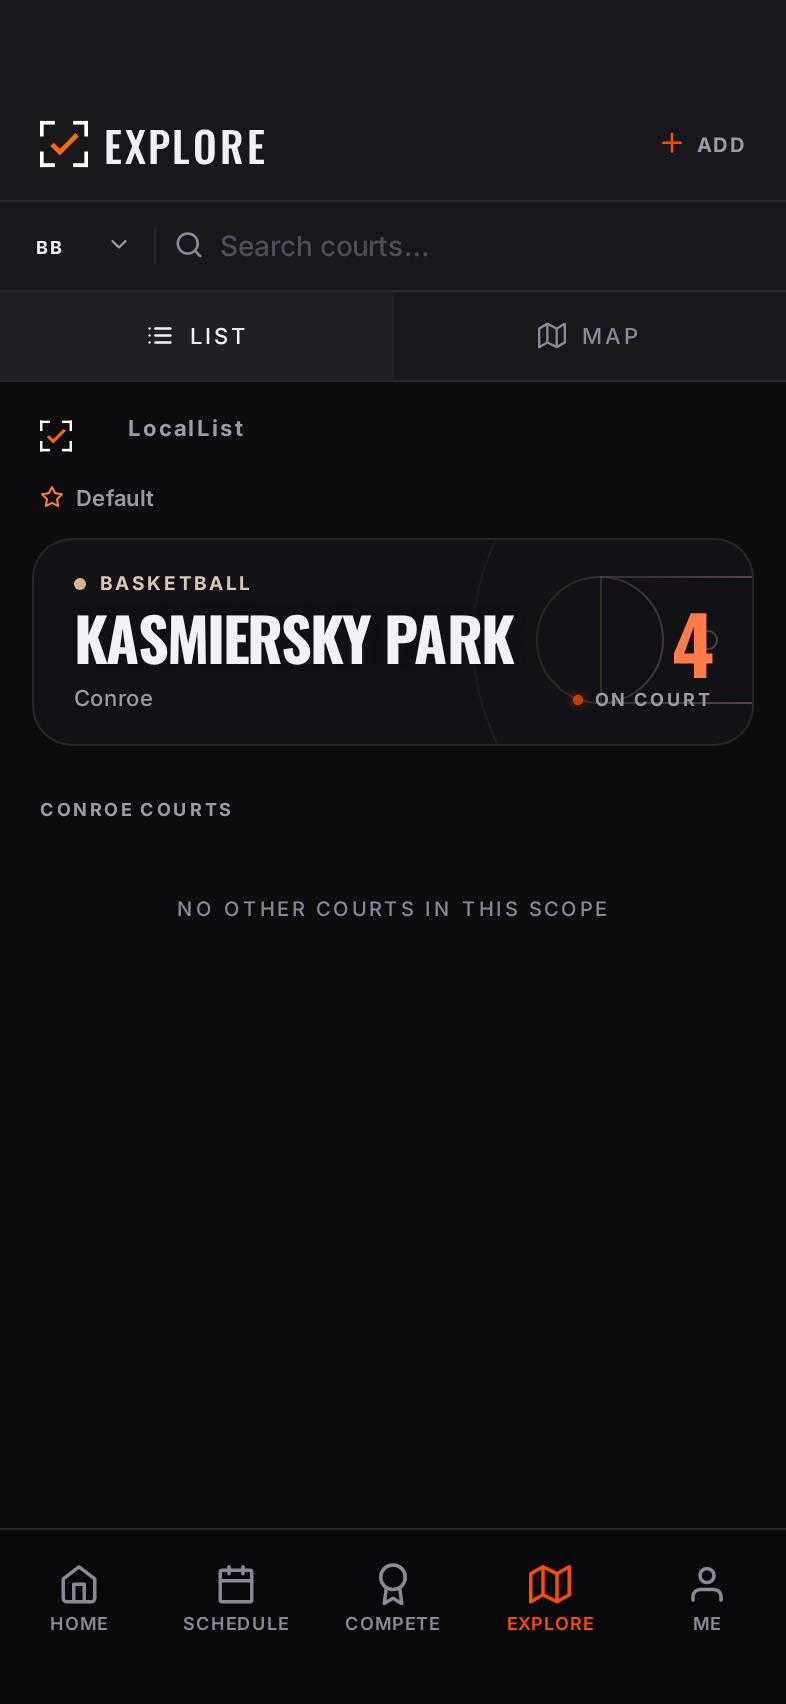 EXPLORE
ADD
BB
Search courts...
LIST
MAP
LocalList
Default
BASKETBALL
KASMIERSKY PARK
4
Conroe
ON COURT
CONROE COURTS
NO OTHER COURTS IN THIS SCOPE
HOME
SCHEDULE
COMPETE
EXPLORE
ME